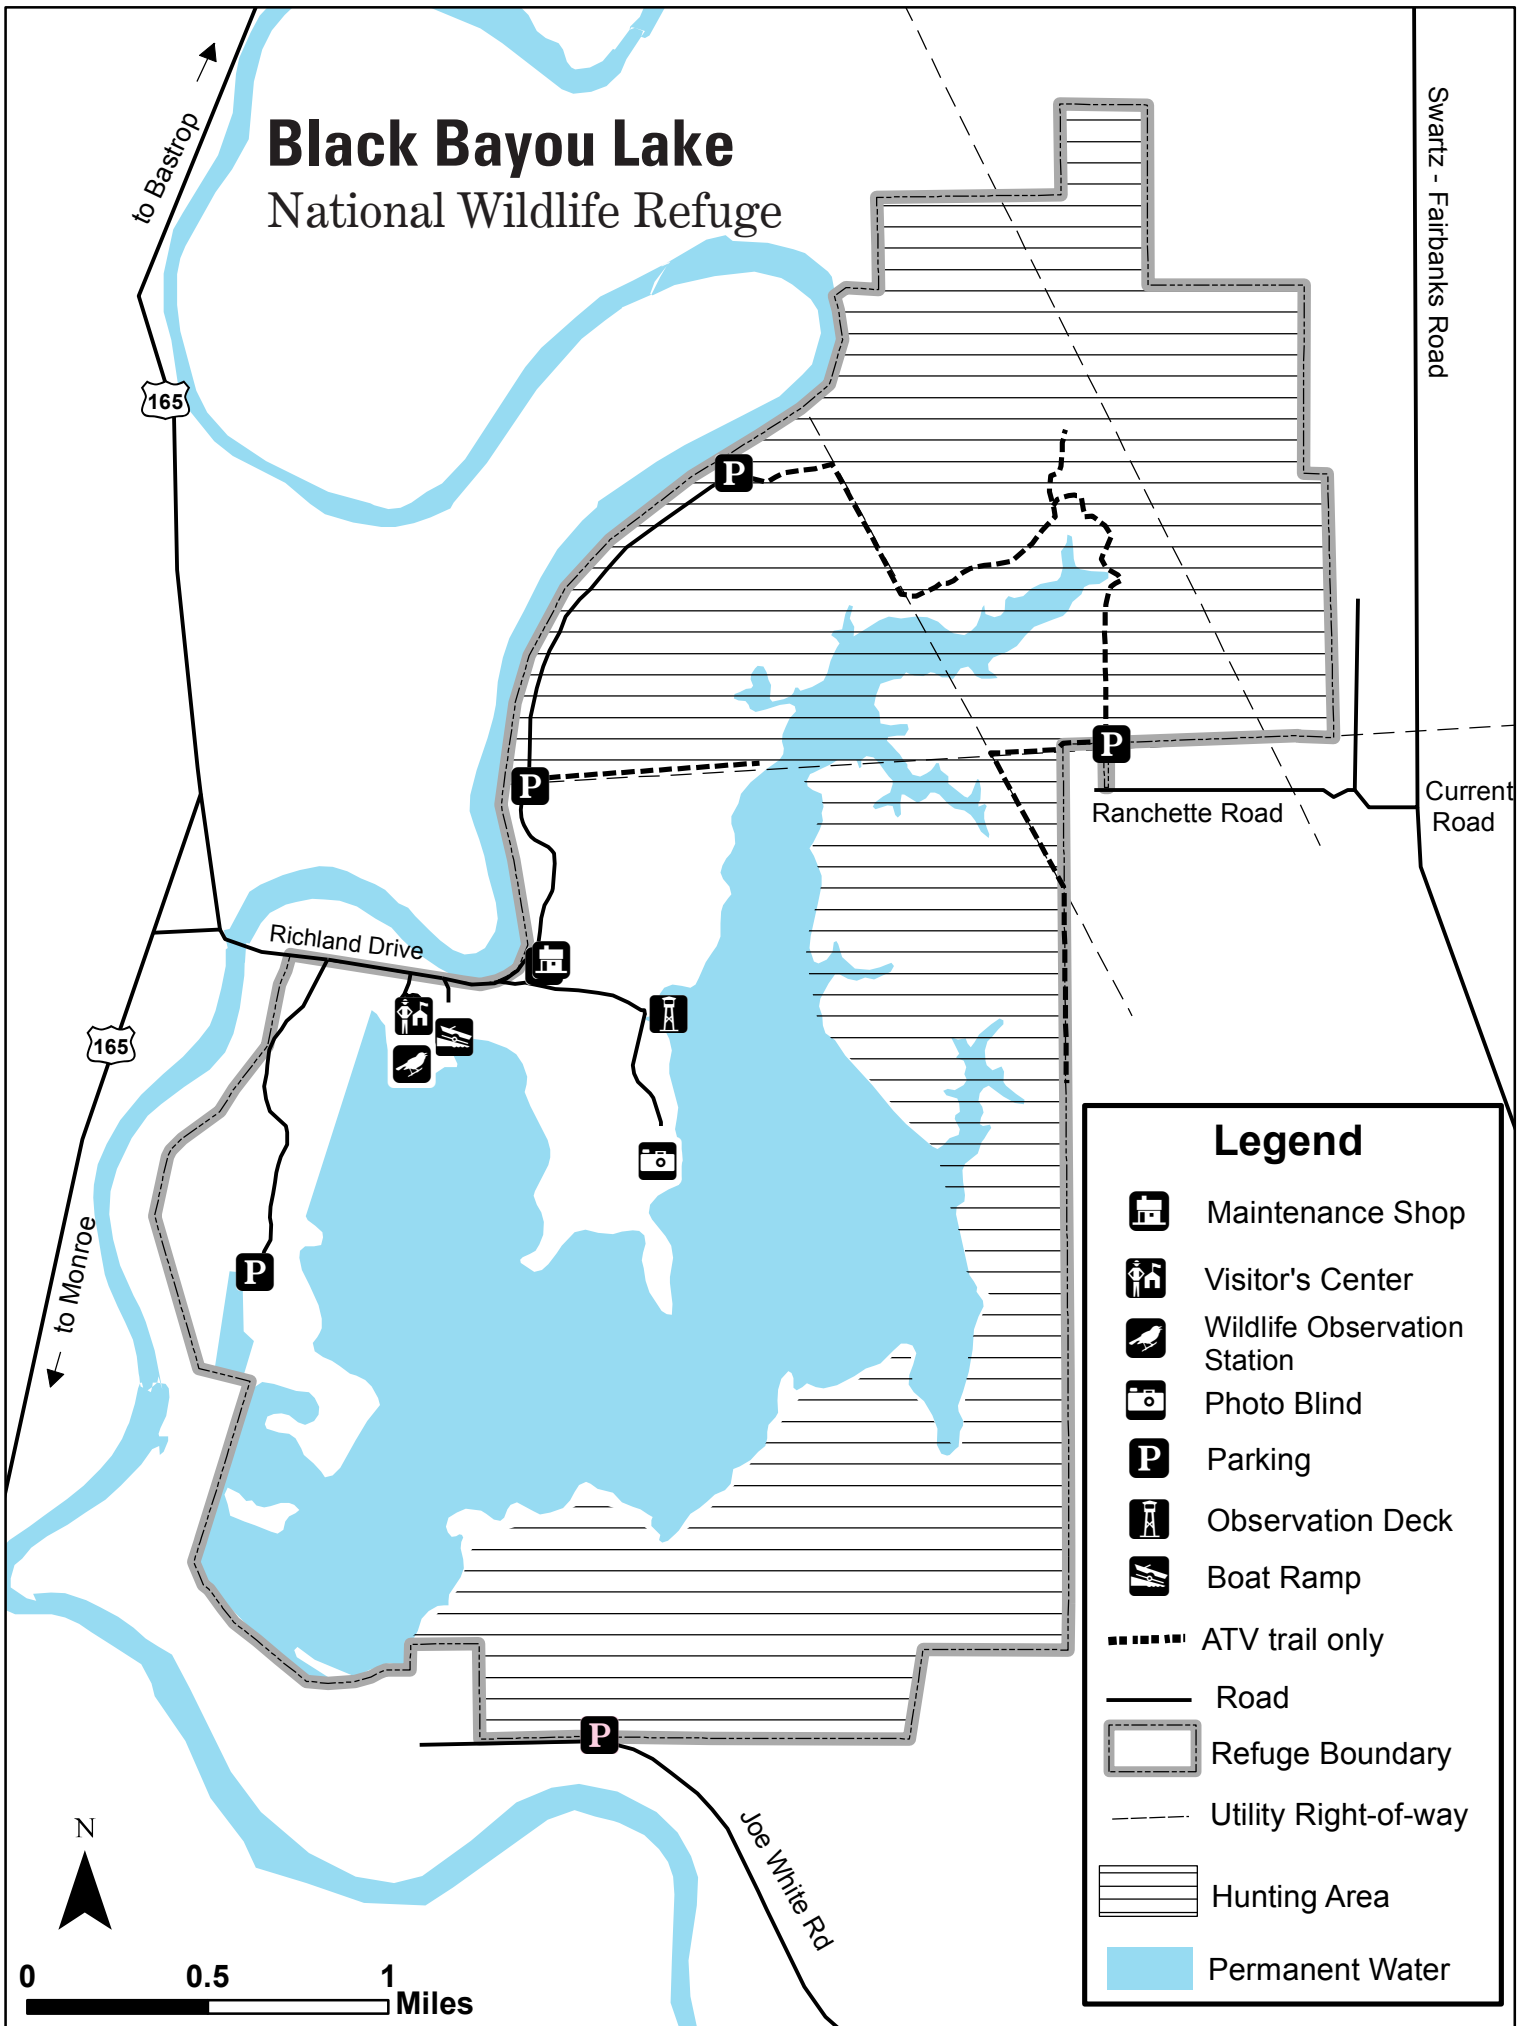 Black Bayou Lake
National Wildlife Refuge
to Bastrop
Swartz - Fairbanks Road
165
P
P
P
Ranchette Road
Current
Road
Richland Drive
165
to Monroe
P
P
Joe White Rd
N
0 0.5 1
Miles
Legend
Maintenance Shop
Visitor's Center
Wildlife Observation
Station
Photo Blind
P Parking
Observation Deck
Boat Ramp
ATV trail only
Road
Refuge Boundary
Utility Right-of-way
Hunting Area
Permanent Water